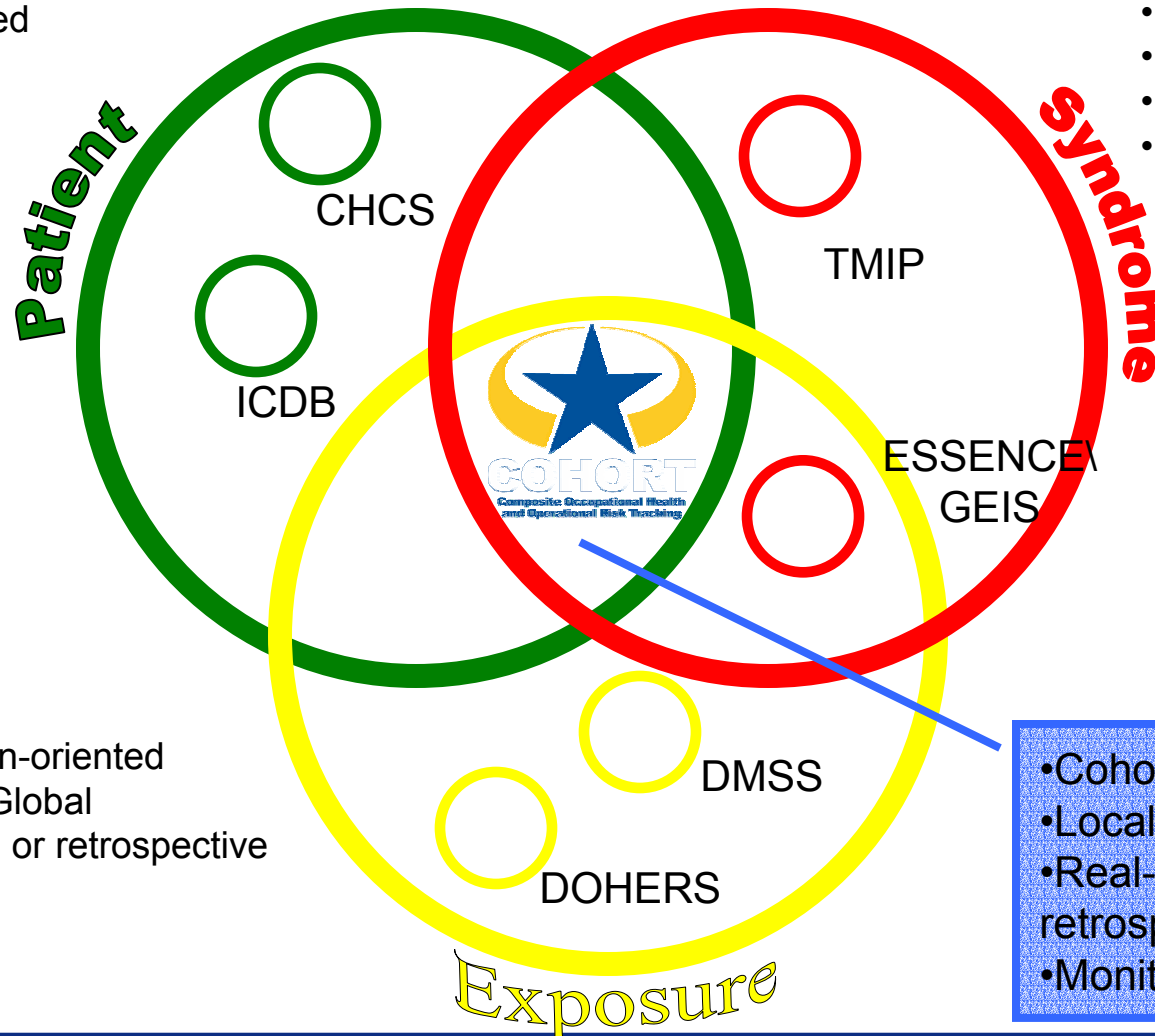 ed
•
•
•
•
Patient
Syndrome
CHCS
TMIP
ICDB
COHORT
Composite Occupational Health
and Operational Risk Tracking
ESSENCE\
GEIS
n-oriented
Global
or retrospective
DMSS
DOHERS
Exposure
•Coho
•Local
•Real-
retrosp
•Monit